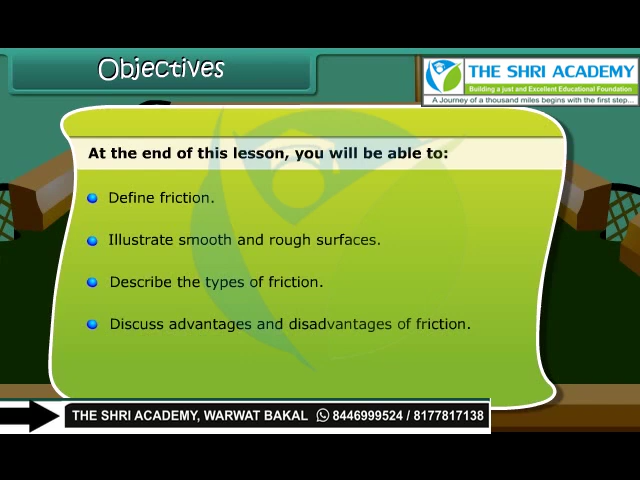 Objectives
THE SHRI ACADEMY
Building a just and Excellent Educational Foundation
A Journey of a thousand miles begins with the first step...
At the end of this lesson, you will be able to:
Define friction.
Illustrate smooth and rough surfaces.
Describe the types of friction.
Discuss advantages and disadvantages of friction.
THE SHRI ACADEMY, WARWAT BAKAL 8446999524 / 8177817138